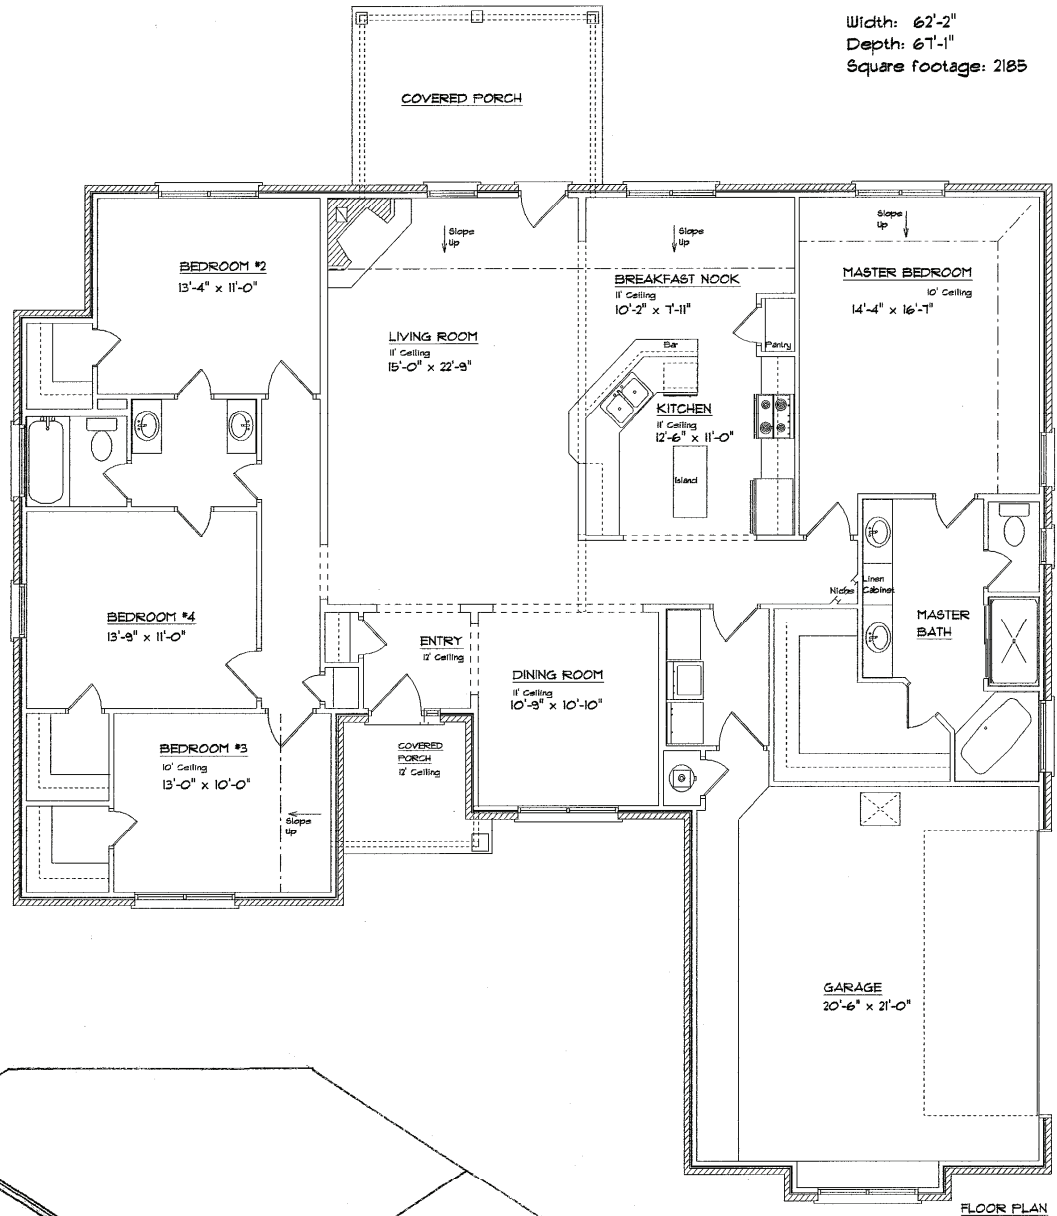 Width: 62'-2"
Depth: 67'-1"
Square footage: 2185
COVERED PORCH
Slope
Up
Slope
Up
Slope
Up
BEDROOM #2
13'-4" x 11'-0"
BREAKFAST NOOK
11' Ceiling
10'-2" x 7'-11"
MASTER BEDROOM
10' Ceiling
14'-4" x 16'-7"
LIVING ROOM
11' Ceiling
15'-0" x 22'-9"
Bar
Pantry
KITCHEN
11' Ceiling
12'-6" x 11'-0"
Island
Niche
Linen
Cabinet
BEDROOM #4
13'-9" x 11'-0"
MASTER
BATH
ENTRY
12' Ceiling
DINING ROOM
11' Ceiling
10'-9" x 10'-10"
BEDROOM #3
10' Ceiling
13'-0" x 10'-0"
COVERED
PORCH
12' Ceiling
Slope
Up
GARAGE
20'-6" x 21'-0"
FLOOR PLAN